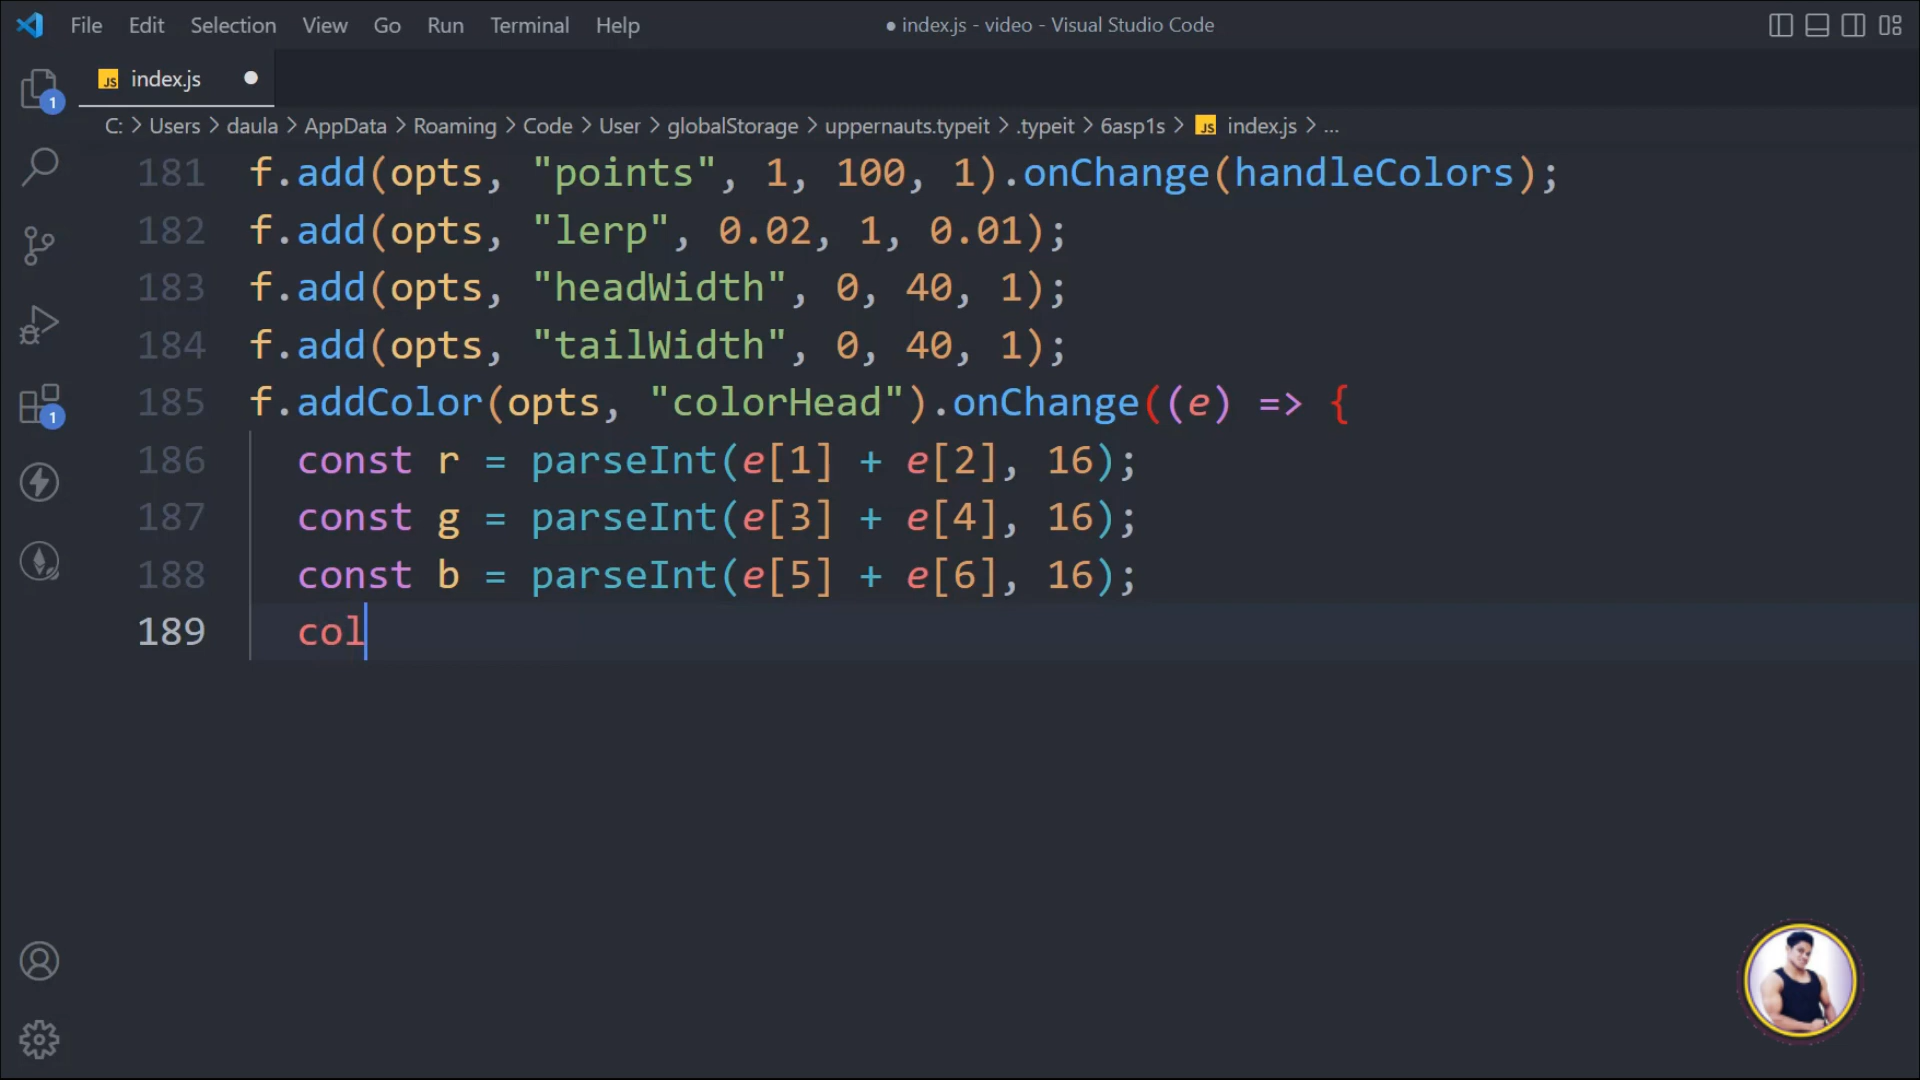 File Edit Selection View Go Run Terminal Help
● index.js - video - Visual Studio Code
JS index.js ●
C: > Users > daula > AppData > Roaming > Code > User > globalStorage > uppernauts.typeit > .typeit > 6asp1s > JS index.js > ...
181 f.add(opts, "points", 1, 100, 1).onChange(handleColors);
182 f.add(opts, "lerp", 0.02, 1, 0.01);
183 f.add(opts, "headWidth", 0, 40, 1);
184 f.add(opts, "tailWidth", 0, 40, 1);
185 f.addColor(opts, "colorHead").onChange((e) => {
186 const r = parseInt(e[1] + e[2], 16);
187 const g = parseInt(e[3] + e[4], 16);
188 const b = parseInt(e[5] + e[6], 16);
189 col
1
1